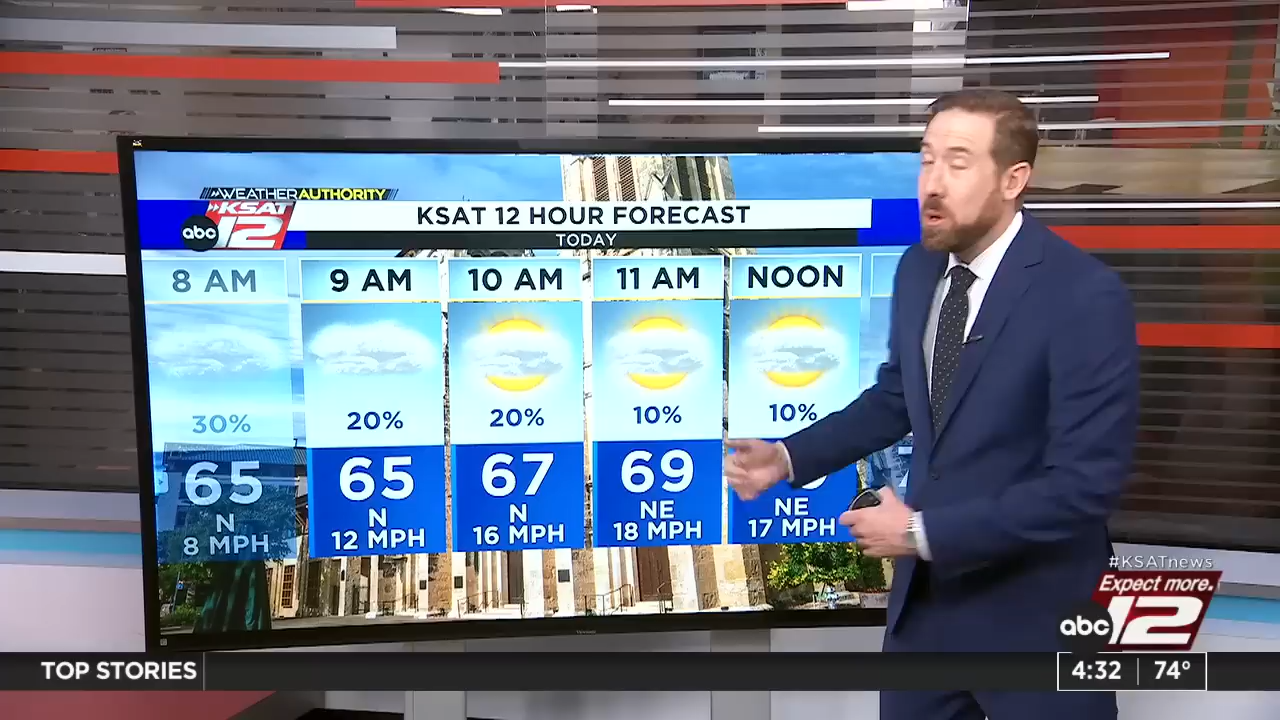 WEATHERAUTHORITY
KSAT
abc 12
KSAT 12 HOUR FORECAST
TODAY
8 AM 9 AM 10 AM 11 AM NOON
30% 20% 20% 10% 10%
65 65 67 69
N N N NE NE
8 MPH 12 MPH 16 MPH 18 MPH 17 MPH
#KSATnews
Expect more.
abc 12
TOP STORIES 4:32 74°